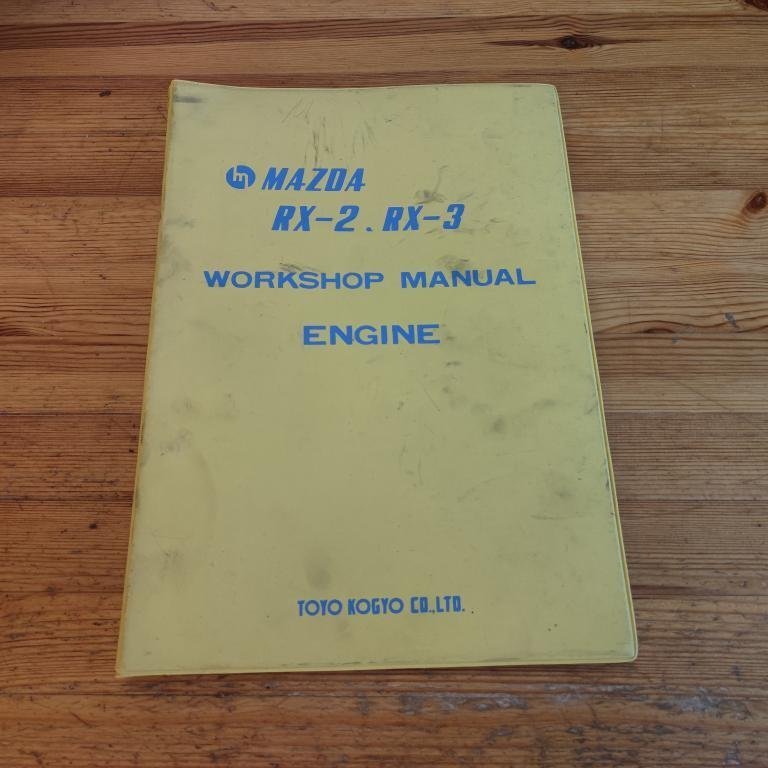 m MAZDA
RX-2. RX-3
WORKSHOP MANUAL
ENGINE
TOYO KOGYO CO.,LTD.